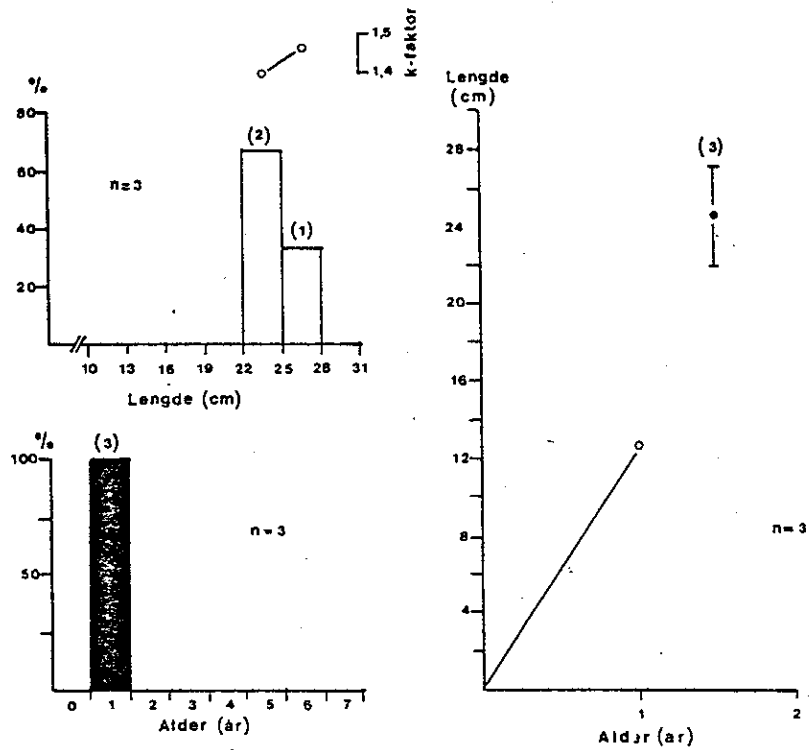 1,5
1,4
k-faktor
%
80
60
40
20
n=3
(2)
(1)
10 13 16 19 22 25 28 31
Lengde (cm)
%
(3)
100
50
n=3
0 1 2 3 4 5 6 7
Alder (år)
Lengde
(cm)
28
24
20
16
12
8
4
(3)
n=3
1 2
Alder (år)